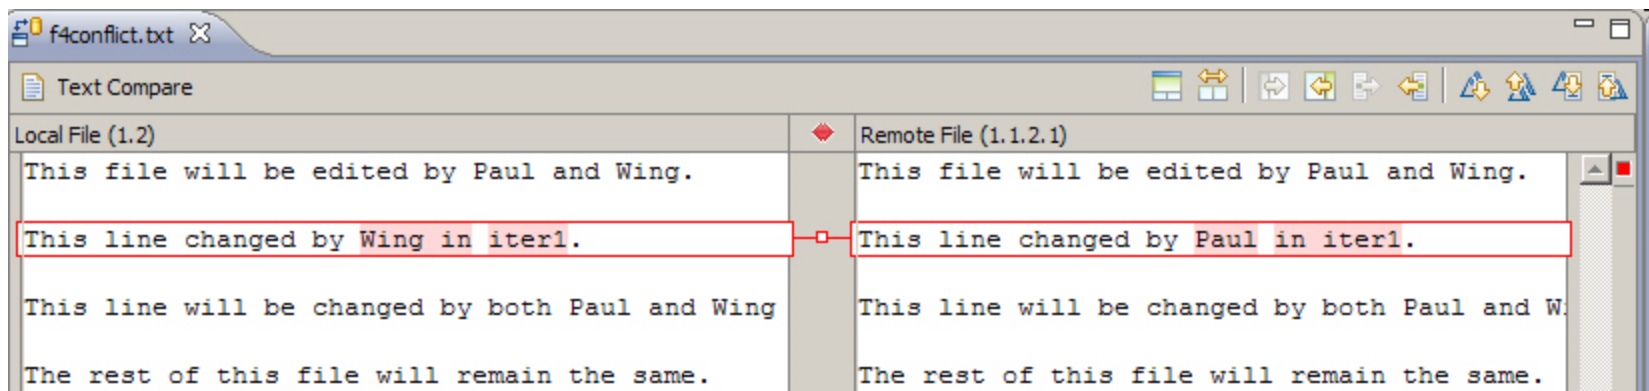 f4conflict.txt
Text Compare
Local File (1.2)
Remote File (1.1.2.1)
This file will be edited by Paul and Wing.
This line changed by Wing in iter1.
This line will be changed by both Paul and Wing
The rest of this file will remain the same.
This file will be edited by Paul and Wing.
This line changed by Paul in iter1.
This line will be changed by both Paul and
The rest of this file will remain the same.